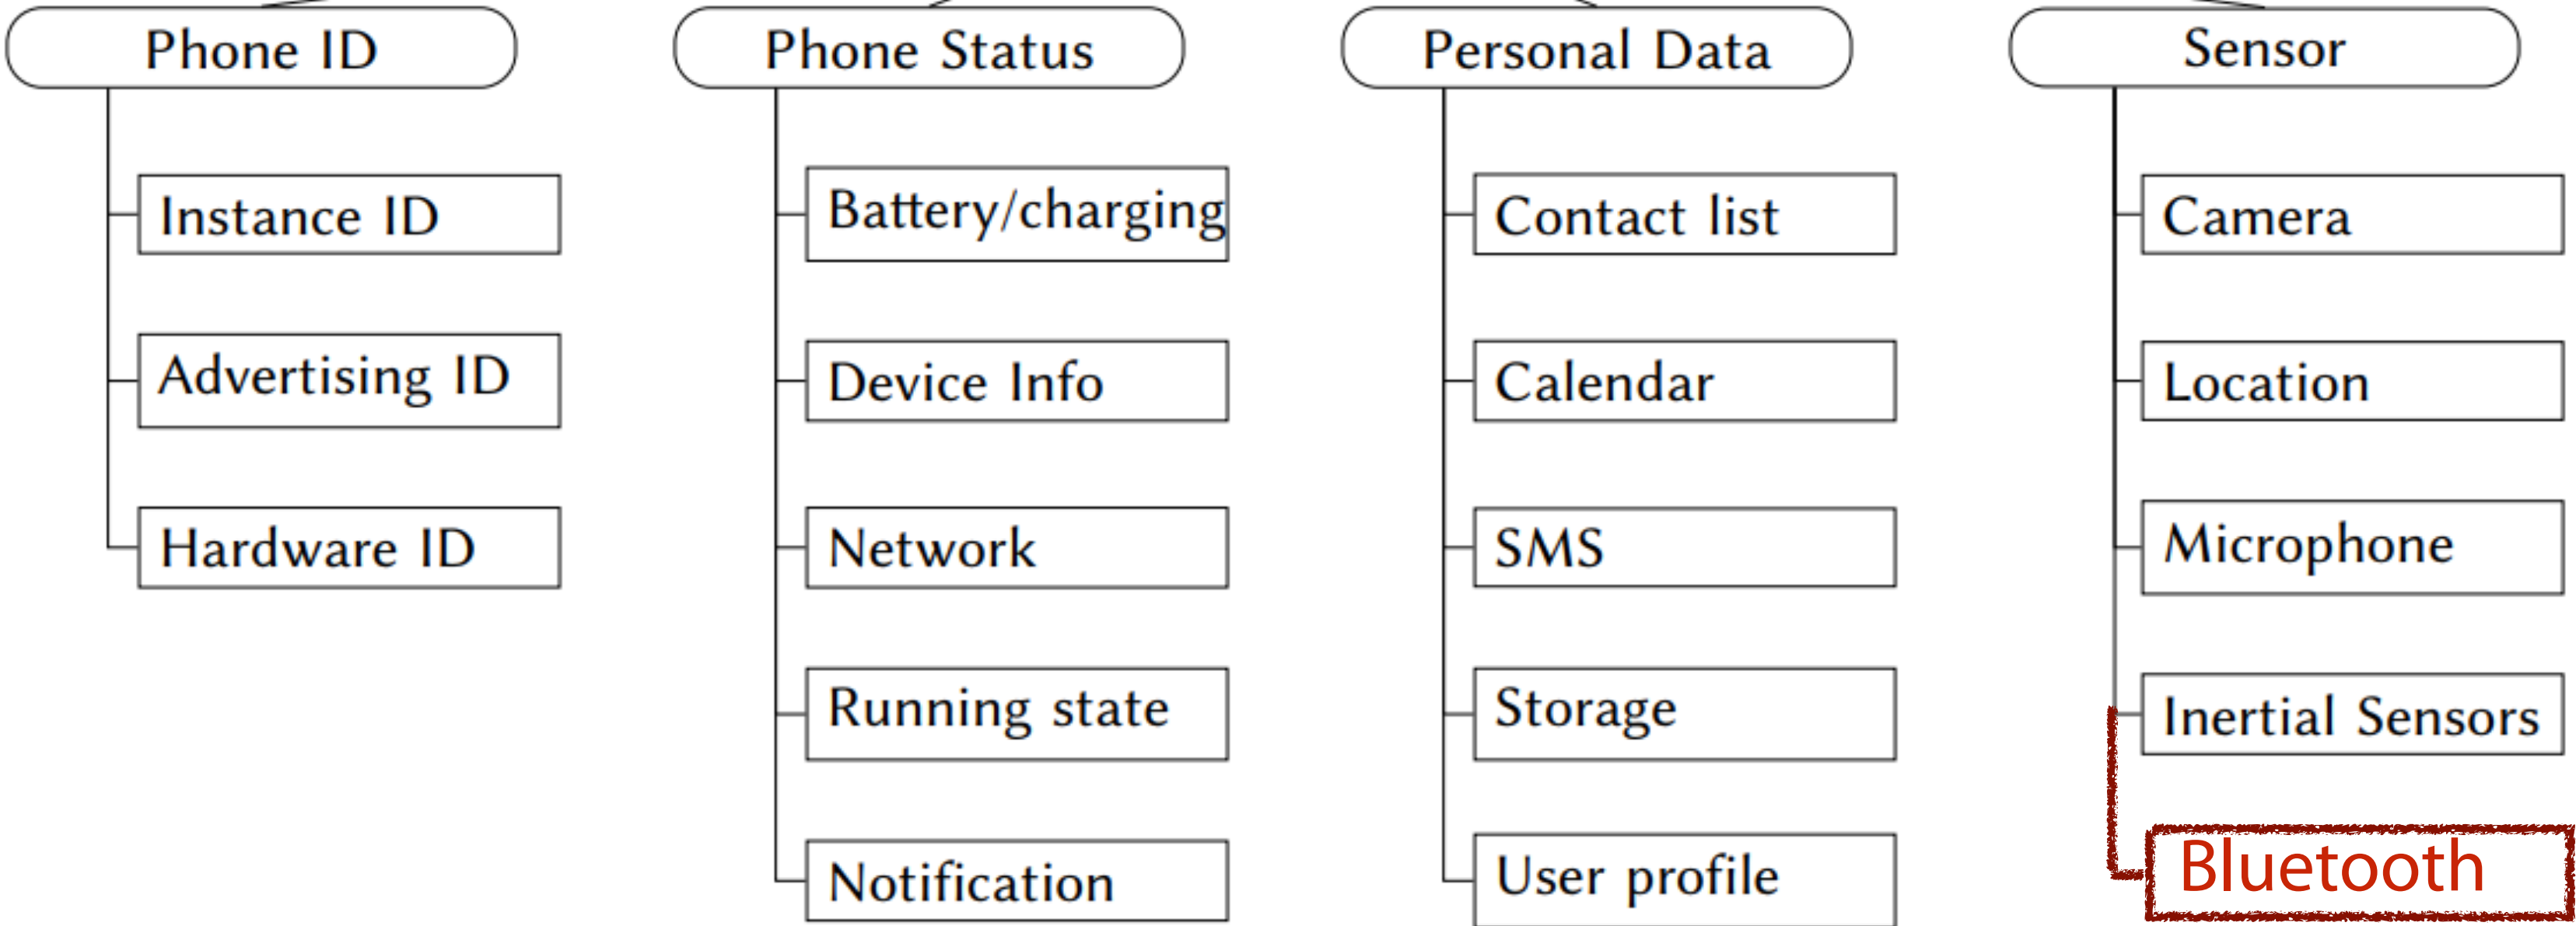 Phone ID
Instance ID
Advertising ID
Hardware ID
Phone Status
Battery/charging
Device Info
Network
Running state
Notification
Personal Data
Contact list
Calendar
SMS
Storage
User profile
Sensor
Camera
Location
Microphone
Inertial Sensors
Bluetooth